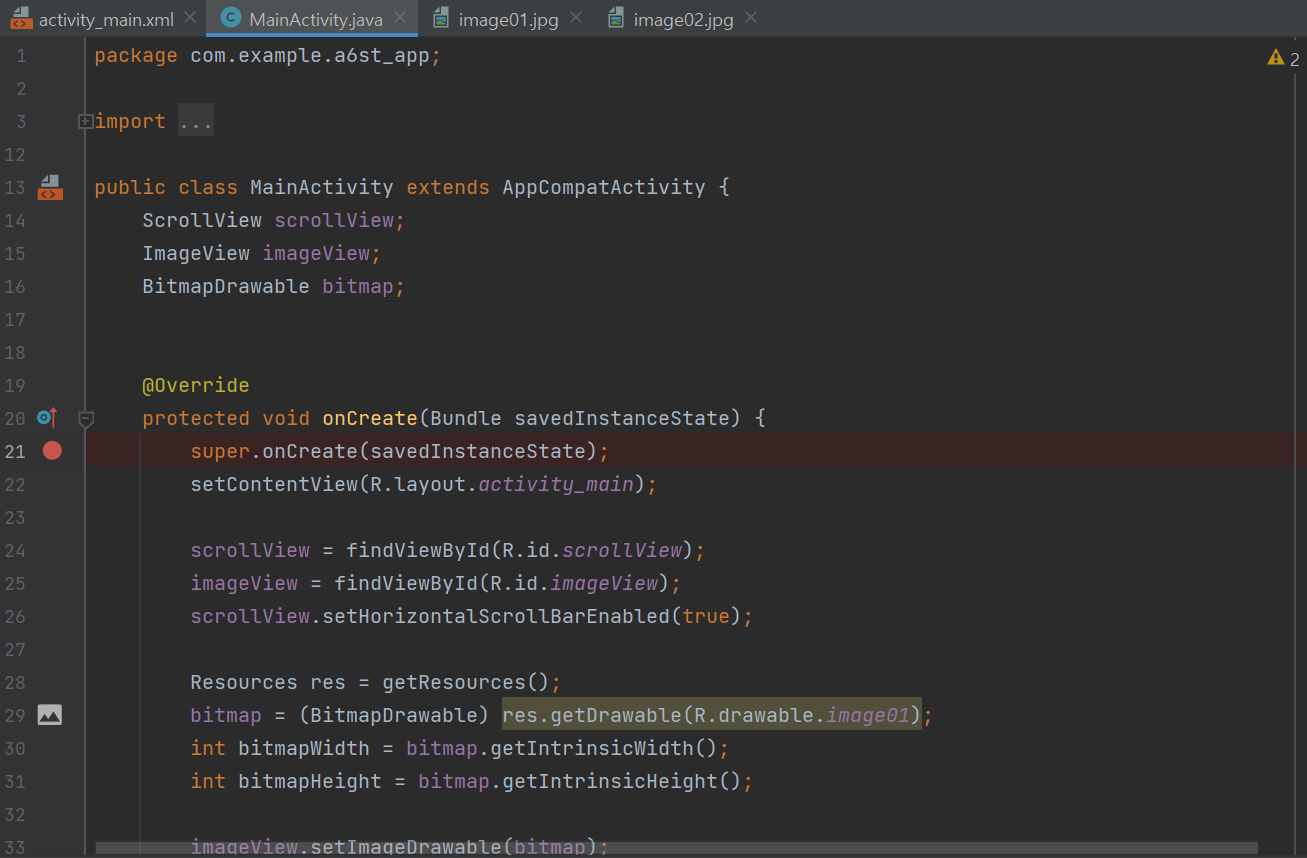 activity_main.xml MainActivity.java image01.jpg image02.jpg
1 package com.example.a6st_app; 2
2
3 import ...
12
13 public class MainActivity extends AppCompatActivity {
14 ScrollView scrollView;
15 ImageView imageView;
16 BitmapDrawable bitmap;
17
18
19 @Override
20 protected void onCreate(Bundle savedInstanceState) {
21 super.onCreate(savedInstanceState);
22 setContentView(R.layout.activity_main);
23
24 scrollView = findViewById(R.id.scrollView);
25 imageView = findViewById(R.id.imageView);
26 scrollView.setHorizontalScrollBarEnabled(true);
27
28 Resources res = getResources();
29 bitmap = (BitmapDrawable) res.getDrawable(R.drawable.image01);
30 int bitmapWidth = bitmap.getIntrinsicWidth();
31 int bitmapHeight = bitmap.getIntrinsicHeight();
32
33 imageView.setImageDrawable(bitmap);